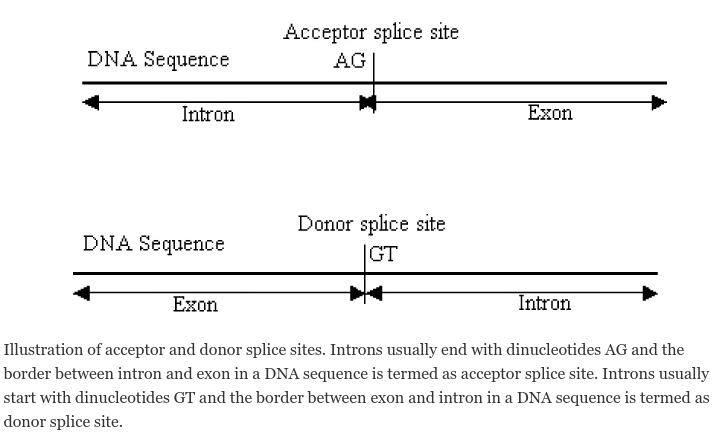 Acceptor splice site
DNA Sequence
AG
Intron
Exon
Donor splice site
DNA Sequence
GT
Exon
Intron
Illustration of acceptor and donor splice sites. Introns usually end with dinucleotides AG and the
border between intron and exon in a DNA sequence is termed as acceptor splice site. Introns usually
start with dinucleotides GT and the border between exon and intron in a DNA sequence is termed as
donor splice site.